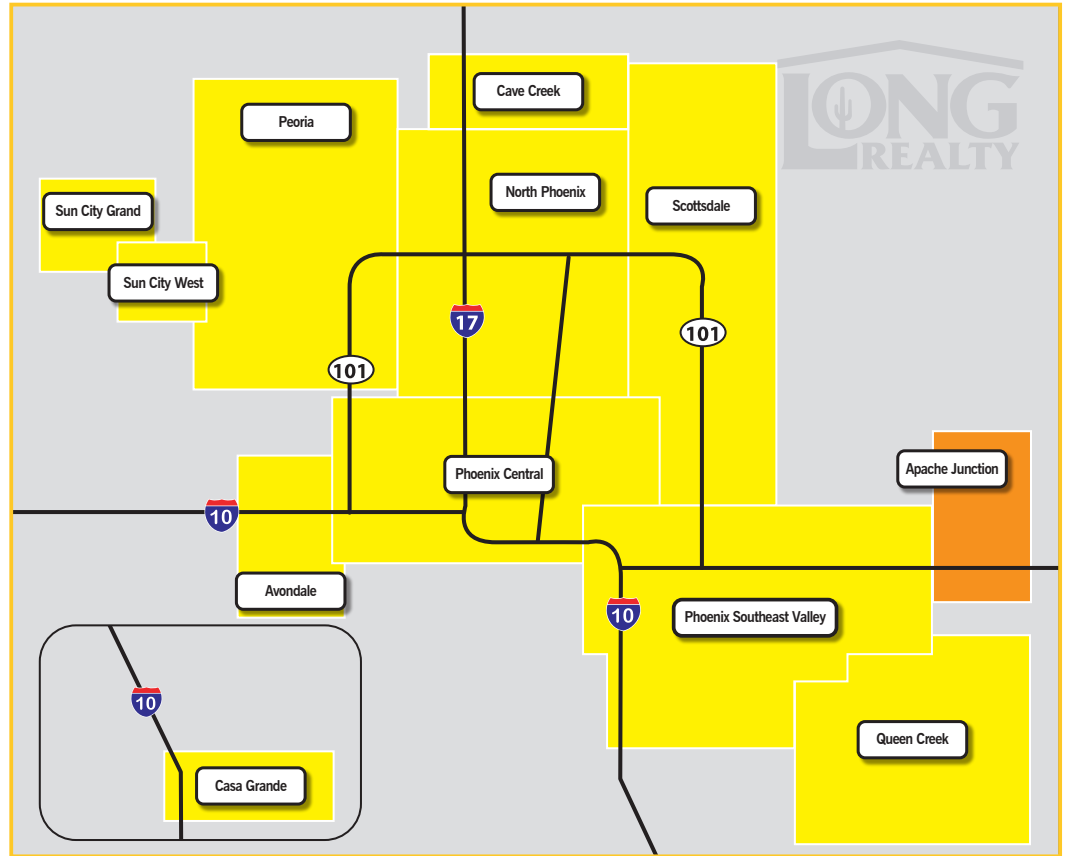 LONG
REALTY
Cave Creek
Peoria
North Phoenix
Scottsdale
Sun City Grand
Sun City West
17
101
101
Phoenix Central
Apache Junction
10
Avondale
10
Phoenix Southeast Valley
10
Queen Creek
Casa Grande